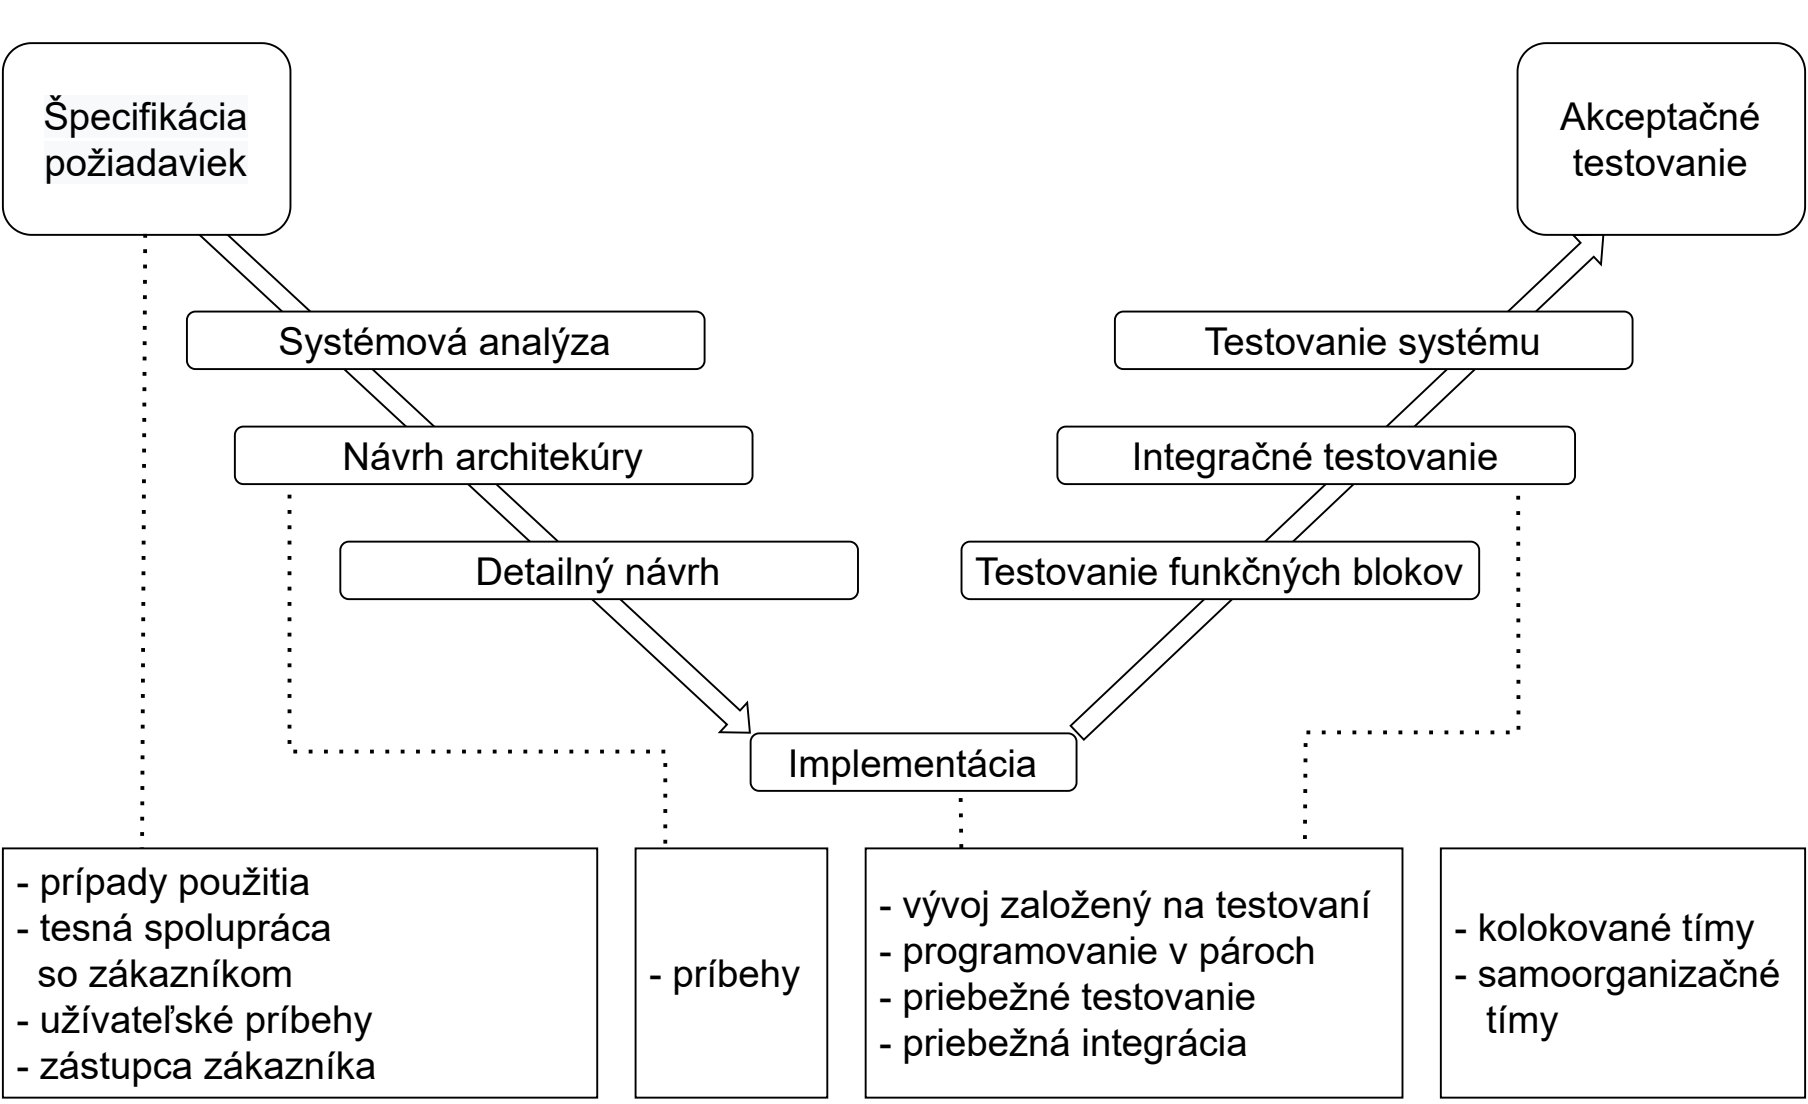 Špecifikácia
požiadaviek
Akceptačné
testovanie
Systémová analýza
Testovanie systému
Návrh architekúry
Integračné testovanie
Detailný návrh
Testovanie funkčných blokov
Implementácia
- prípady použitia
- tesná spolupráca
so zákazníkom
- užívateľské príbehy
- zástupca zákazníka
- príbehy
- vývoj založený na testovaní
- programovanie v pároch
- priebežné testovanie
- priebežná integrácia
- kolokované tímy
- samoorganizačné
tímy